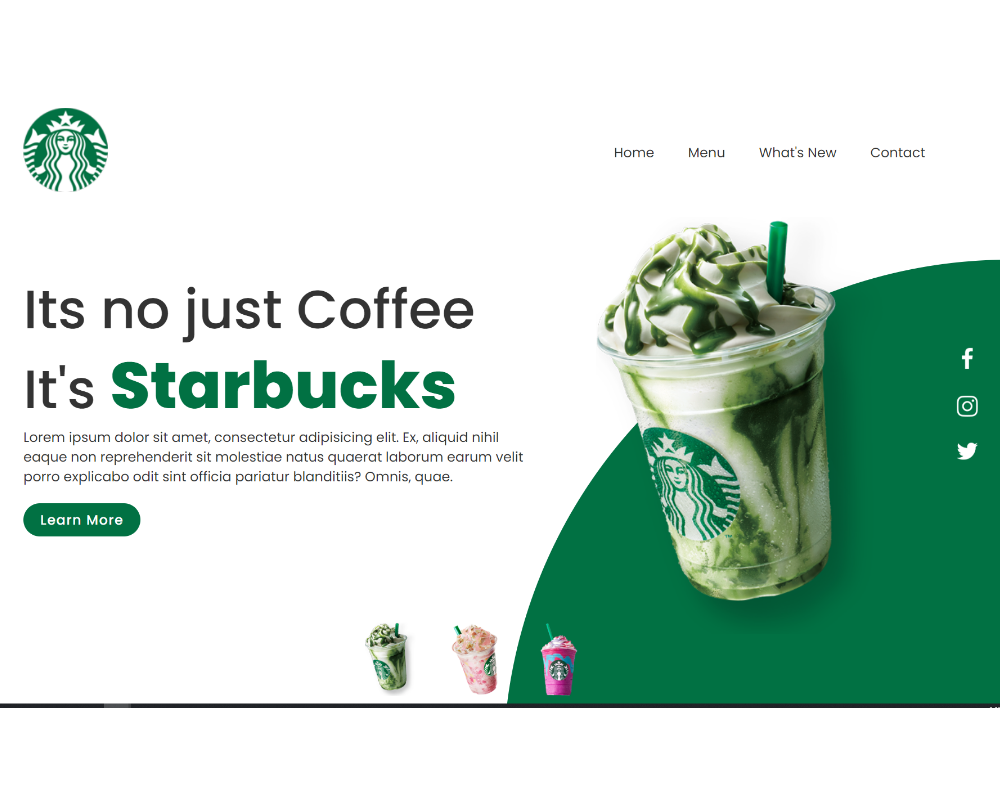 Home Menu What's New Contact
Its no just Coffee
It's Starbucks
Lorem ipsum dolor sit amet, consectetur adipisicing elit. Ex, aliquid nihil
eaque non reprehenderit sit molestiae natus quaerat laborum earum velit
porro explicabo odit sint officia pariatur blanditiis? Omnis, quae.
Learn More